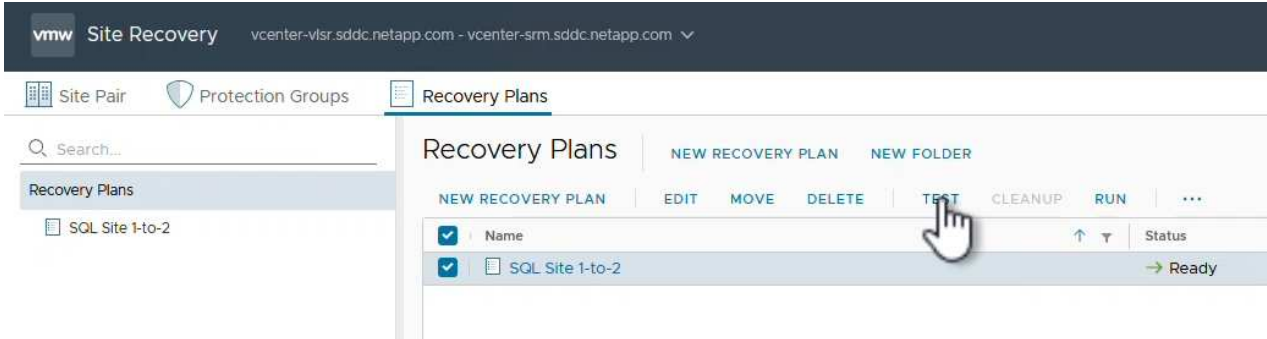 vmw Site Recovery vcenter-vlsr.sddc.netapp.com - vcenter-srm.sddc.netapp.com
Site Pair Protection Groups Recovery Plans
Search...
Recovery Plans
SQL Site 1-to-2
Recovery Plans NEW RECOVERY PLAN NEW FOLDER
NEW RECOVERY PLAN EDIT MOVE DELETE TEST CLEANUP RUN ...
Name Status
SQL Site 1-to-2 Ready